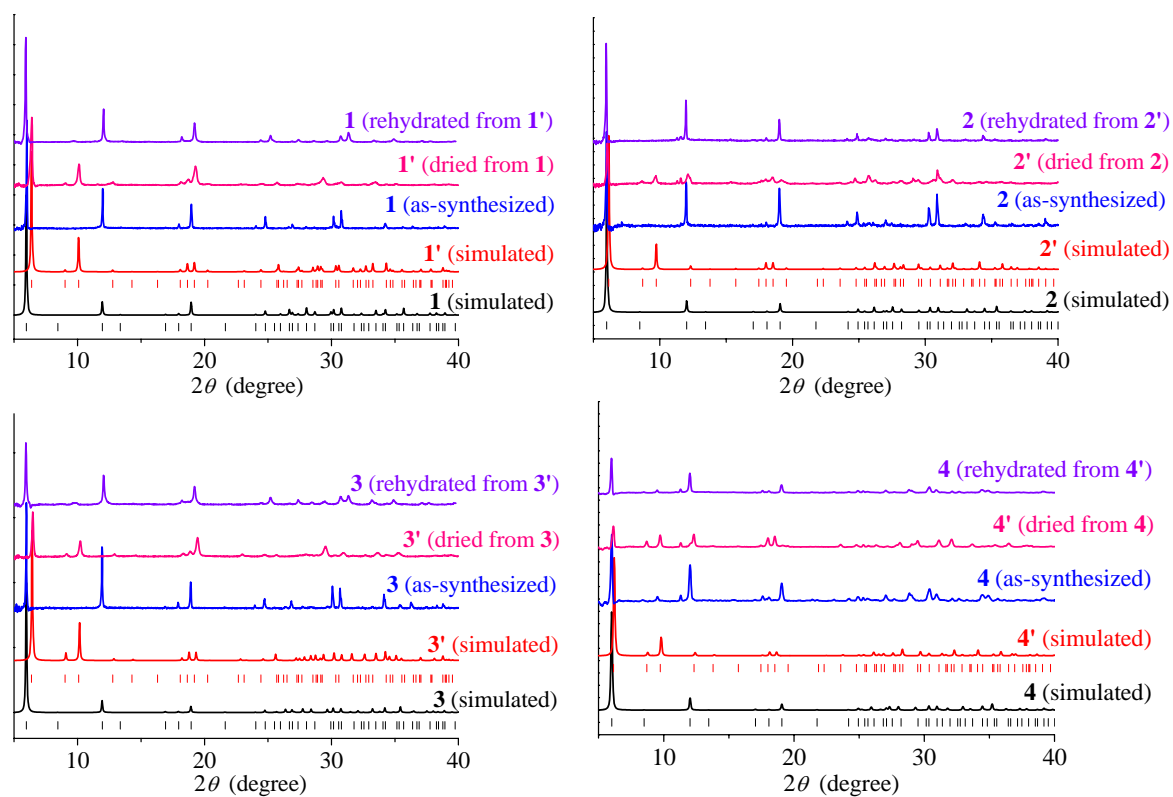 1 (rehydrated from 1')
1' (dried from 1)
1 (as-synthesized)
1' (simulated)
1 (simulated)
10 20 30 40
2θ (degree)
2 (rehydrated from 2')
2' (dried from 2)
2 (as-synthesized)
2' (simulated)
2 (simulated)
10 20 30 40
2θ (degree)
3 (rehydrated from 3')
3' (dried from 3)
3 (as-synthesized)
3' (simulated)
3 (simulated)
10 20 30 40
2θ (degree)
4 (rehydrated from 4')
4' (dried from 4)
4 (as-synthesized)
4' (simulated)
4 (simulated)
10 20 30 40
2θ (degree)